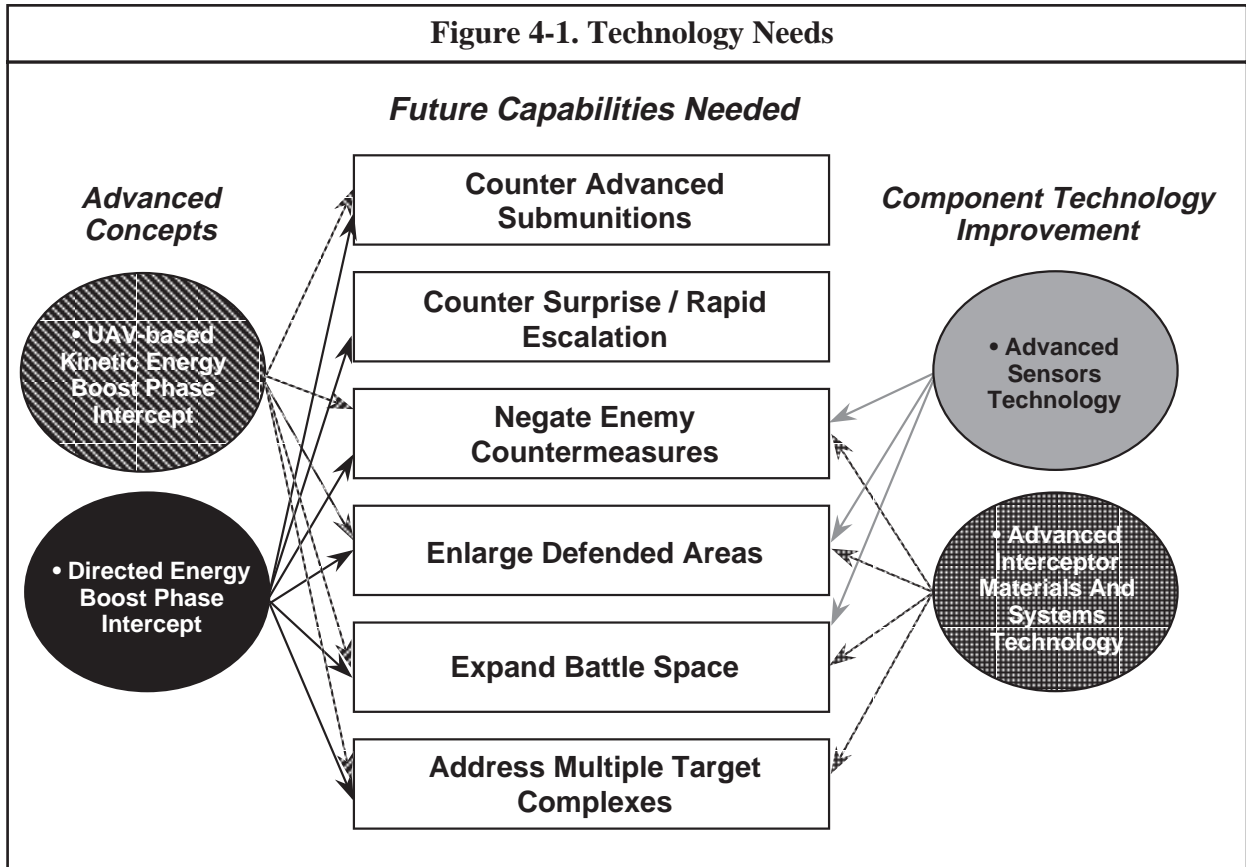 Figure 4-1. Technology Needs
Future Capabilities Needed
Advanced
Concepts
• UAV-based
Kinetic Energy
Boost Phase
Intercept
• Directed Energy
Boost Phase
Intercept
Counter Advanced
Submunitions
Counter Surprise / Rapid
Escalation
Negate Enemy
Countermeasures
Enlarge Defended Areas
Expand Battle Space
Address Multiple Target
Complexes
Component Technology
Improvement
• Advanced
Sensors
Technology
• Advanced
Interceptor
Materials And
Systems
Technology